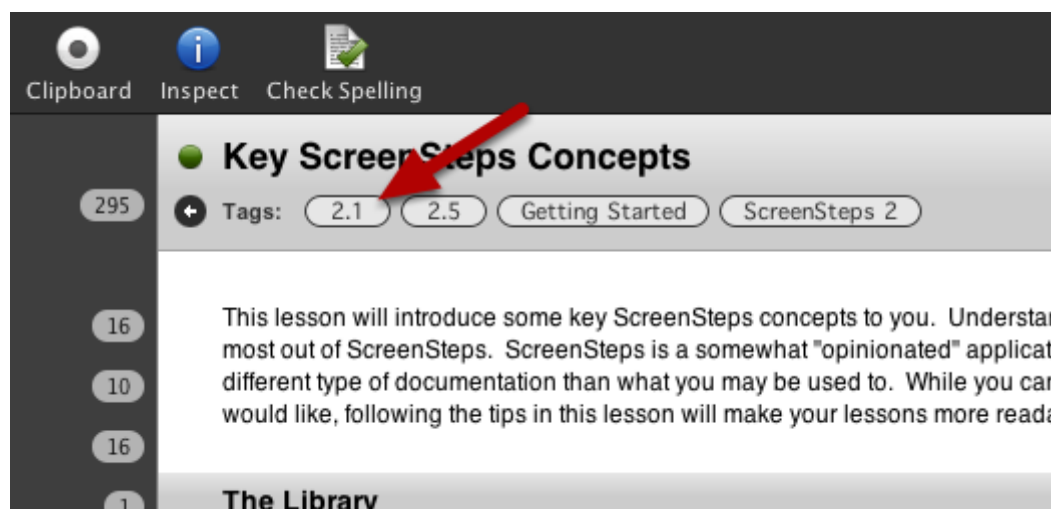 Clipboard Inspect Check Spelling
Key ScreenSteps Concepts
295
Tags: 2.1 2.5 Getting Started ScreenSteps 2
16
This lesson will introduce some key ScreenSteps concepts to you. Understa
most out of ScreenSteps. ScreenSteps is a somewhat "opinionated" applicat
10
different type of documentation than what you may be used to. While you ca
would like, following the tips in this lesson will make your lessons more reada
16
1
The Library